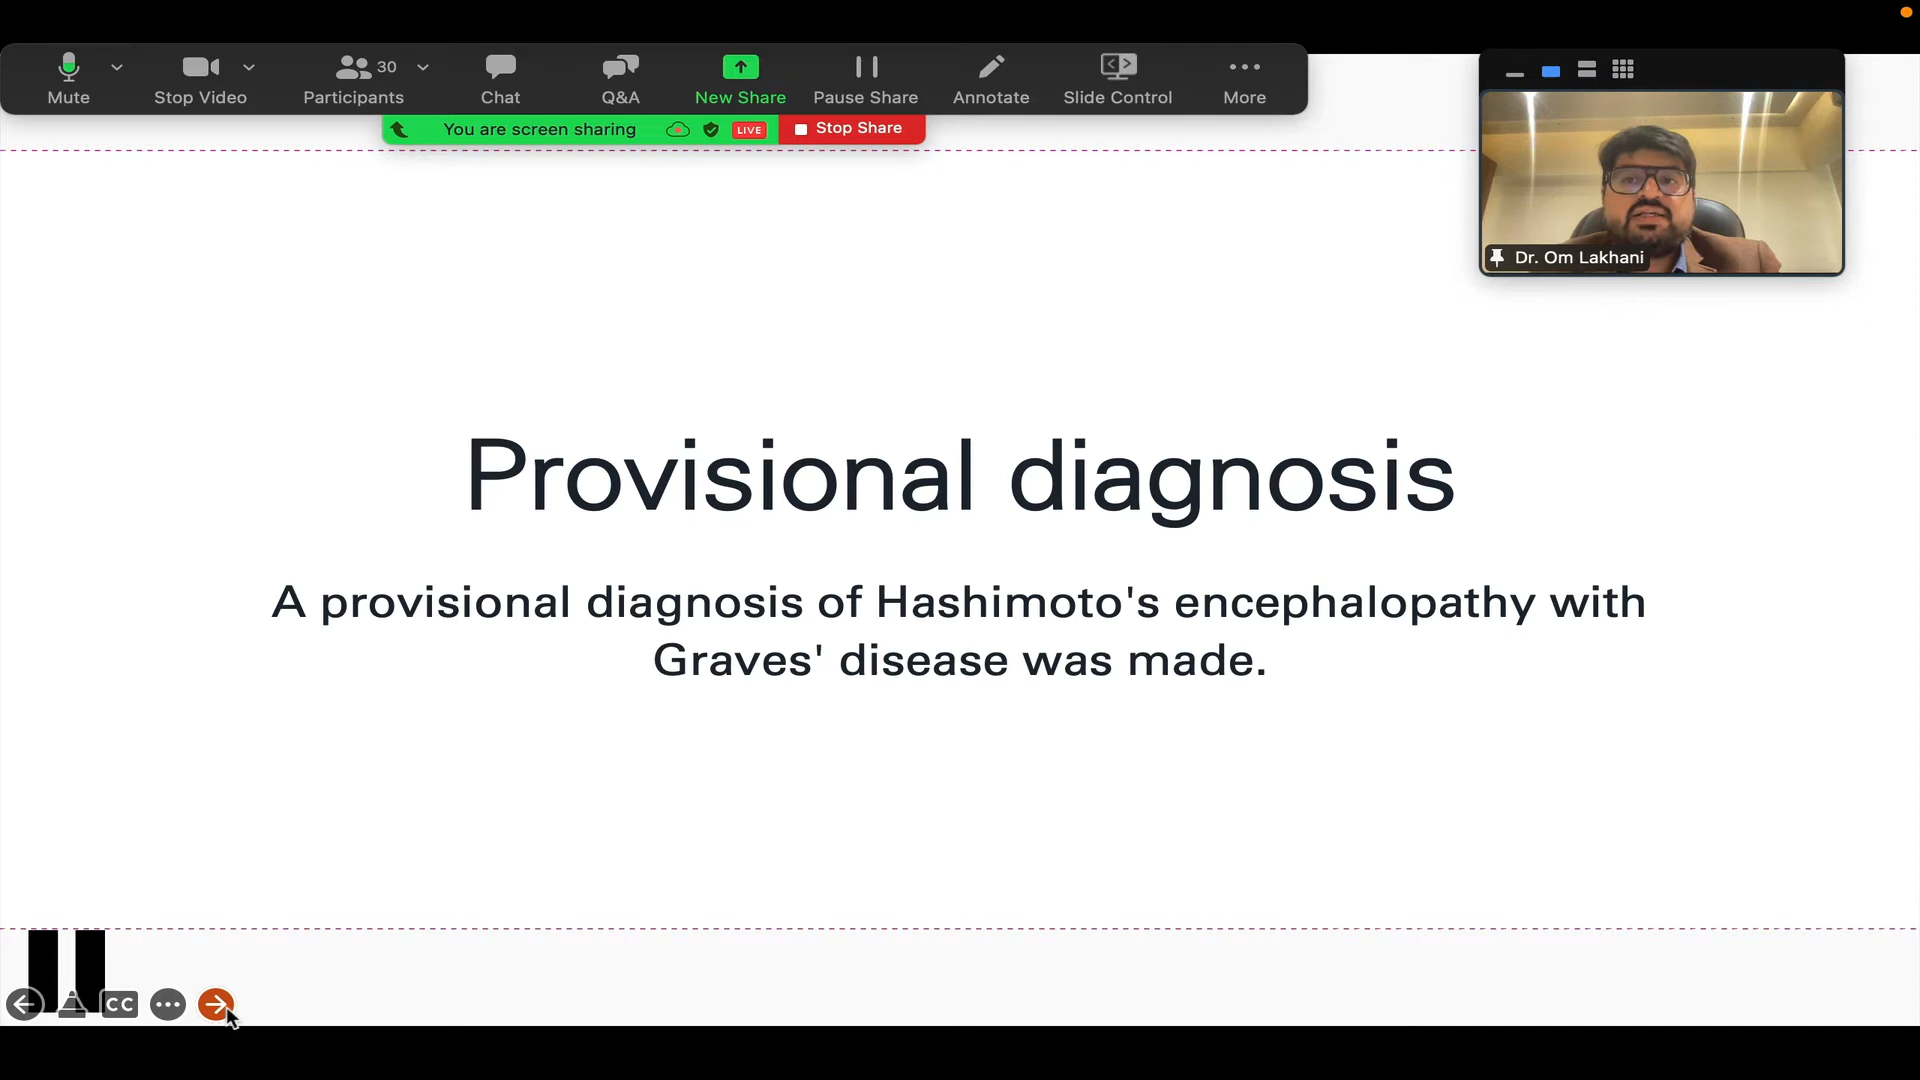 30
Mute
Stop Video
Participants
Chat
Q&A
New Share
Pause Share
Annotate
Slide Control
More
You are screen sharing
LIVE
Stop Share
Dr. Om Lakhani
Provisional diagnosis
A provisional diagnosis of Hashimoto's encephalopathy with
Graves' disease was made.
CC